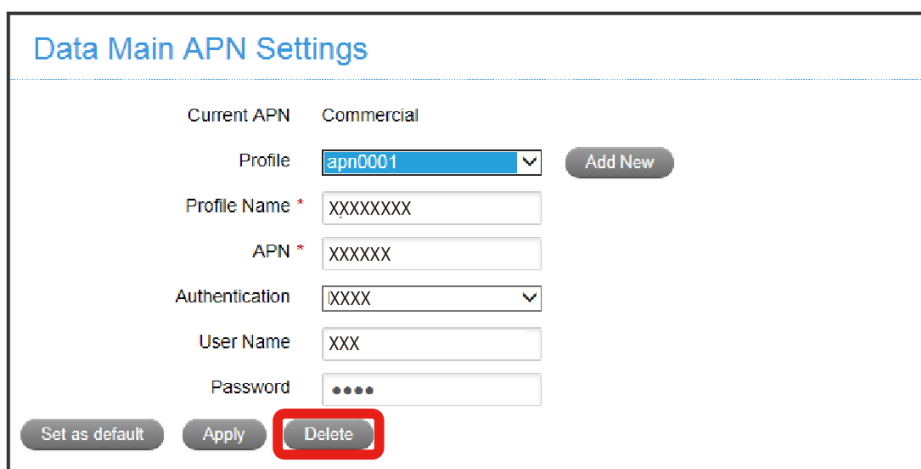 Data Main APN Settings
Current APN Commercial
Profile apn0001 Add New
Profile Name * XXXXXXXX
APN * XXXXXX
Authentication XXXX
User Name XXX
Password ●●●●
Set as default Apply Delete